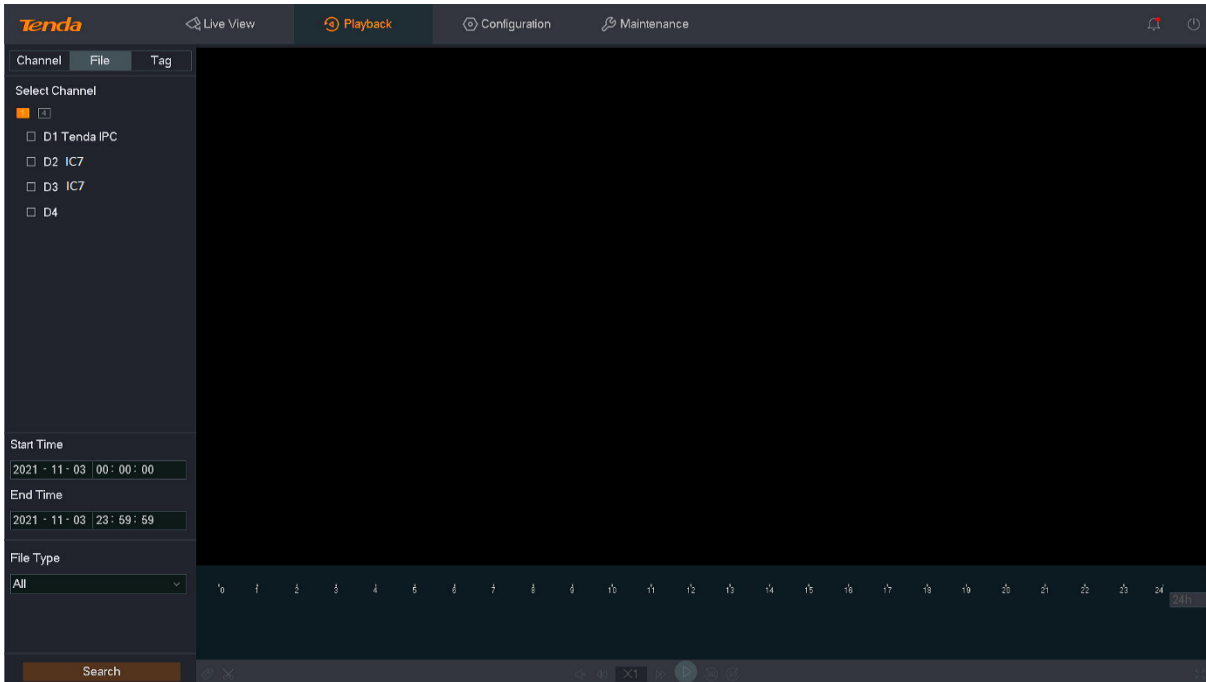 Tenda Live View Playback Configuration Maintenance
Channel File Tag
Select Channel
1 4
D1 Tenda IPC
D2 IC7
D3 IC7
D4
Start Time
2021 - 11 - 03 00 : 00 : 00
End Time
2021 - 11 - 03 23 : 59 : 59
File Type
All
0 1 2 3 4 5 6 7 8 9 10 11 12 13 14 15 16 17 18 19 20 21 22 23 24
24h
Search
X1